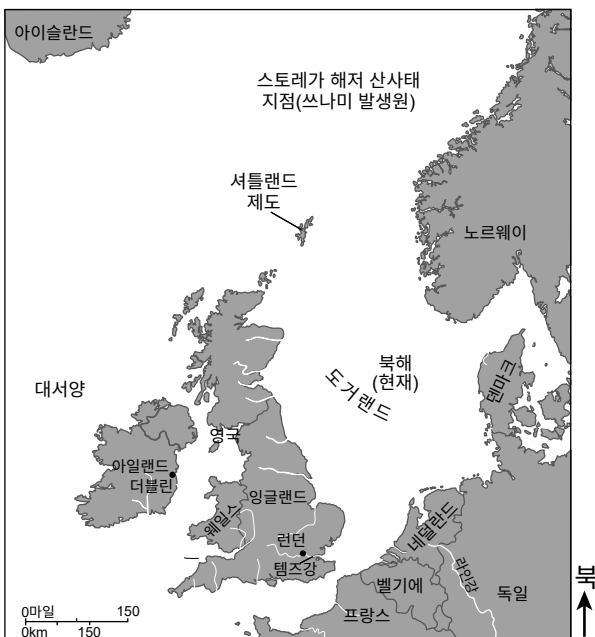 아이슬란드
스토레가 해저 산사태
지점(쓰나미 발생원)
셔틀랜드
제도
노르웨이
북해
(현재)
도거랜드
덴마크
대서양
영국
아일랜드
더블린
잉글랜드
웨일스
런던
템즈강
네덜란드
라인강
벨기에
독일
프랑스
북
0마일 150
0km 150